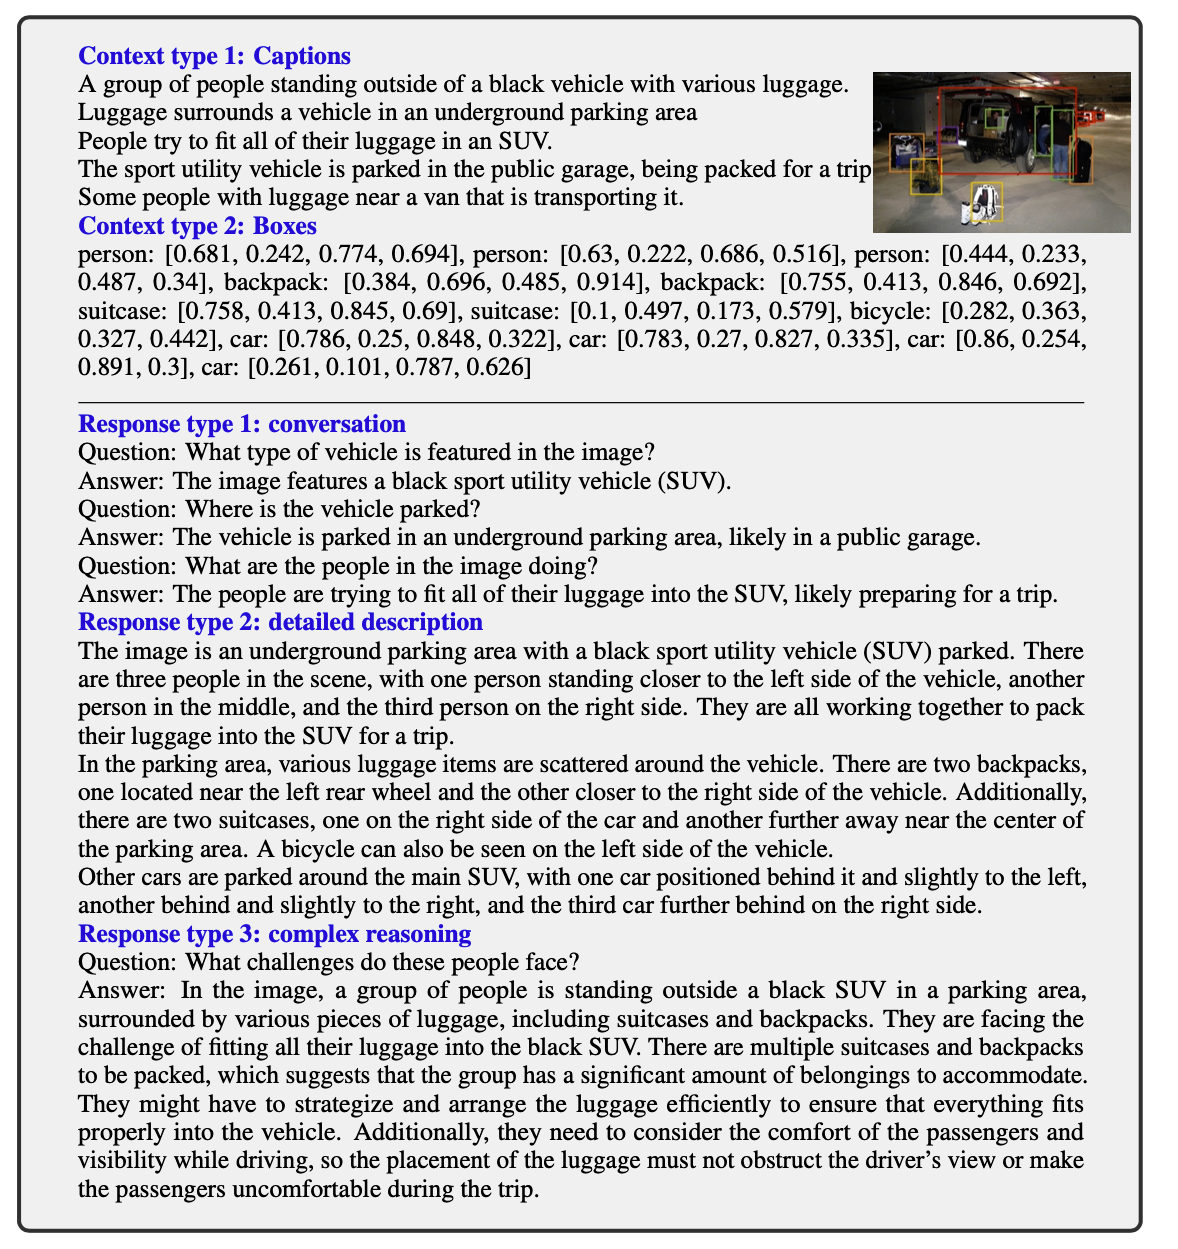 Context type 1: Captions
A group of people standing outside of a black vehicle with various luggage.
Luggage surrounds a vehicle in an underground parking area
People try to fit all of their luggage in an SUV.
The sport utility vehicle is parked in the public garage, being packed for a trip
Some people with luggage near a van that is transporting it.
Context type 2: Boxes
person: [0.681, 0.242, 0.774, 0.694], person: [0.63, 0.222, 0.686, 0.516], person: [0.444, 0.233,
0.487, 0.34], backpack: [0.384, 0.696, 0.485, 0.914], backpack: [0.755, 0.413, 0.846, 0.692],
suitcase: [0.758, 0.413, 0.845, 0.69], suitcase: [0.1, 0.497, 0.173, 0.579], bicycle: [0.282, 0.363,
0.327, 0.442], car: [0.786, 0.25, 0.848, 0.322], car: [0.783, 0.27, 0.827, 0.335], car: [0.86, 0.254,
0.891, 0.3], car: [0.261, 0.101, 0.787, 0.626]
Response type 1: conversation
Question: What type of vehicle is featured in the image?
Answer: The image features a black sport utility vehicle (SUV).
Question: Where is the vehicle parked?
Answer: The vehicle is parked in an underground parking area, likely in a public garage.
Question: What are the people in the image doing?
Answer: The people are trying to fit all of their luggage into the SUV, likely preparing for a trip.
Response type 2: detailed description
The image is an underground parking area with a black sport utility vehicle (SUV) parked. There
are three people in the scene, with one person standing closer to the left side of the vehicle, another
person in the middle, and the third person on the right side. They are all working together to pack
their luggage into the SUV for a trip.
In the parking area, various luggage items are scattered around the vehicle. There are two backpacks,
one located near the left rear wheel and the other closer to the right side of the vehicle. Additionally,
there are two suitcases, one on the right side of the car and another further away near the center of
the parking area. A bicycle can also be seen on the left side of the vehicle.
Other cars are parked around the main SUV, with one car positioned behind it and slightly to the left,
another behind and slightly to the right, and the third car further behind on the right side.
Response type 3: complex reasoning
Question: What challenges do these people face?
Answer: In the image, a group of people is standing outside a black SUV in a parking area,
surrounded by various pieces of luggage, including suitcases and backpacks. They are facing the
challenge of fitting all their luggage into the black SUV. There are multiple suitcases and backpacks
to be packed, which suggests that the group has a significant amount of belongings to accommodate.
They might have to strategize and arrange the luggage efficiently to ensure that everything fits
properly into the vehicle. Additionally, they need to consider the comfort of the passengers and
visibility while driving, so the placement of the luggage must not obstruct the driver's view or make
the passengers uncomfortable during the trip.